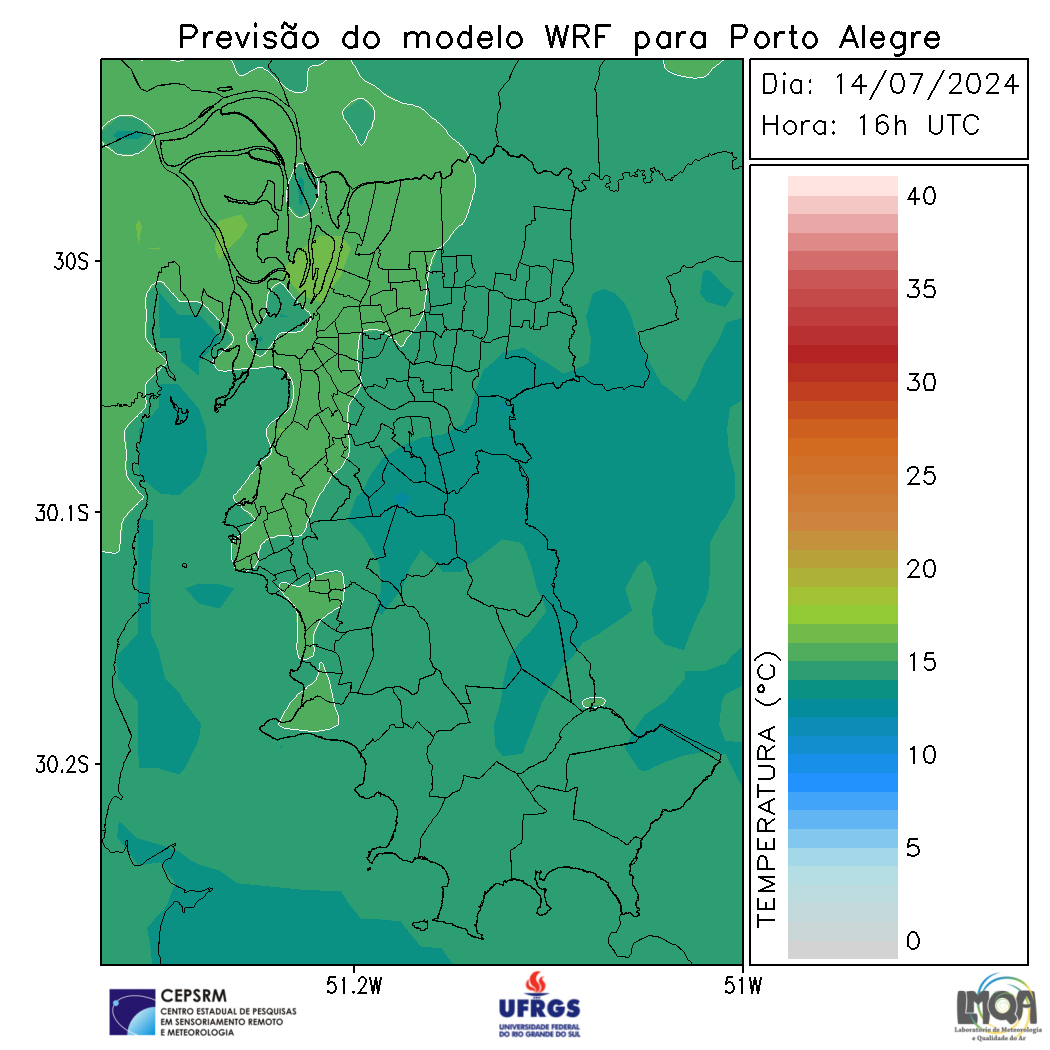 Previsão do modelo WRF para Porto Alegre
Dia: 14/07/2024
Hora: 16h UTC
40
35
30
25
20
15
10
5
0
TEMPERATURA (°C)
30S
30.1S
30.2S
51.2W
51W
CEPSRM
CENTRO ESTADUAL DE PESQUISAS
EM SENSORIAMENTO REMOTO
E METEOROLOGIA
UFRGS
UNIVERSIDADE FEDERAL
DO RIO GRANDE DO SUL
LMQA
Laboratório de Meteorologia
e Qualidade do Ar